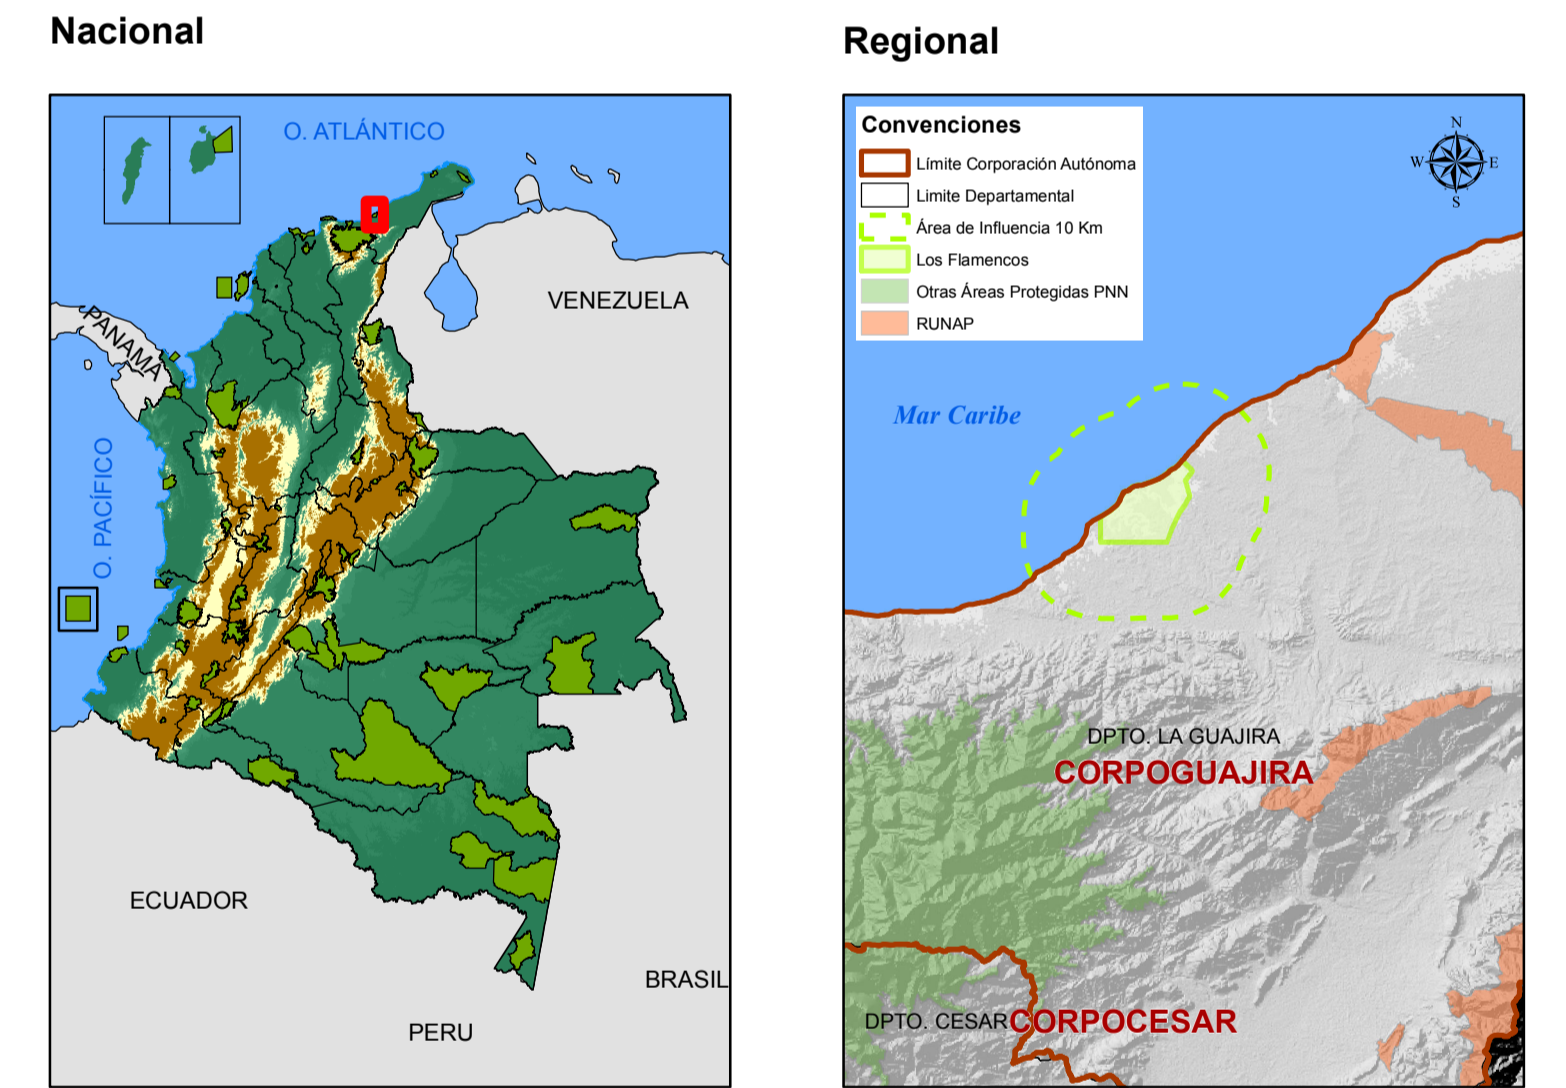 Nacional
O. ATLÁNTICO
VENEZUELA
PANAMA
O. PACÍFICO
ECUADOR
BRASIL
PERU
Regional
Convenciones
Límite Corporación Autónoma
Limite Departamental
Área de Influencia 10 Km
Los Flamencos
Otras Áreas Protegidas PNN
RUNAP
N
W
E
S
Mar Caribe
DPTO. LA GUAJIRA
CORPOGUAJIRA
DPTO. CESAR
CORPOCESAR